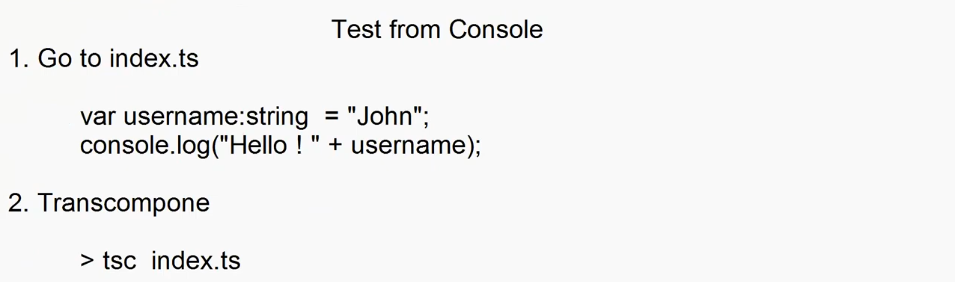 Test from Console
1. Go to index.ts
var username:string  = "John";
console.log("Hello ! " + username);
2. Transcompone
> tsc  index.ts